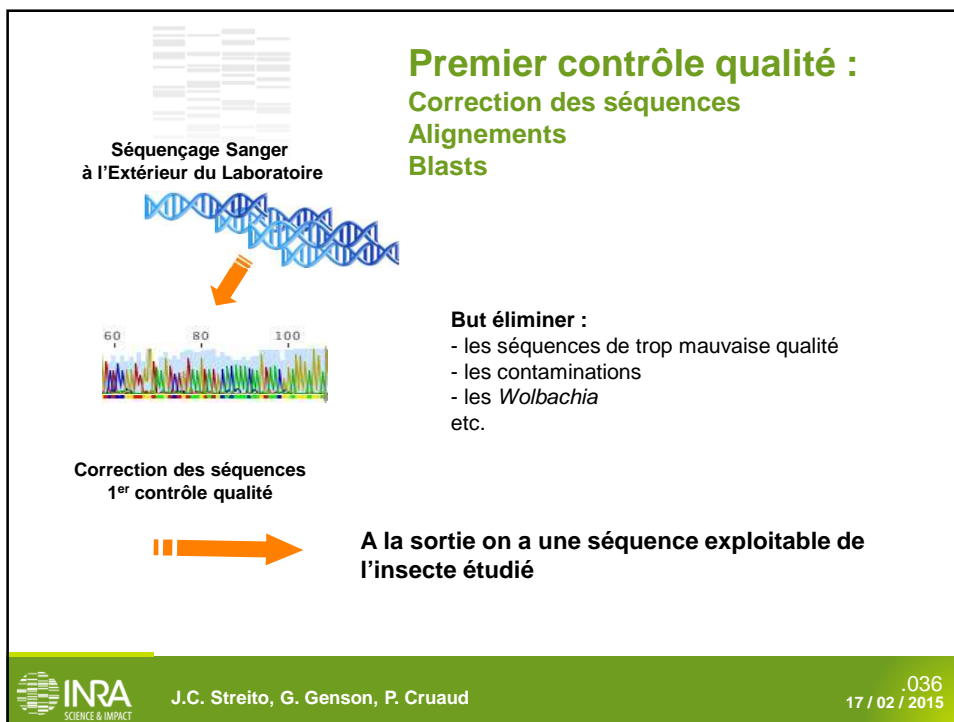 Premier contrôle qualité :
Correction des séquences
Alignements
Blasts
Séquençage Sanger
à l'Extérieur du Laboratoire
60 80 100
But éliminer :
- les séquences de trop mauvaise qualité
- les contaminations
- les Wolbachia
etc.
Correction des séquences
1er contrôle qualité
A la sortie on a une séquence exploitable de
l'insecte étudié
INRA
SCIENCE & IMPACT
J.C. Streito, G. Genson, P. Cruaud
.036
17 / 02 / 2015